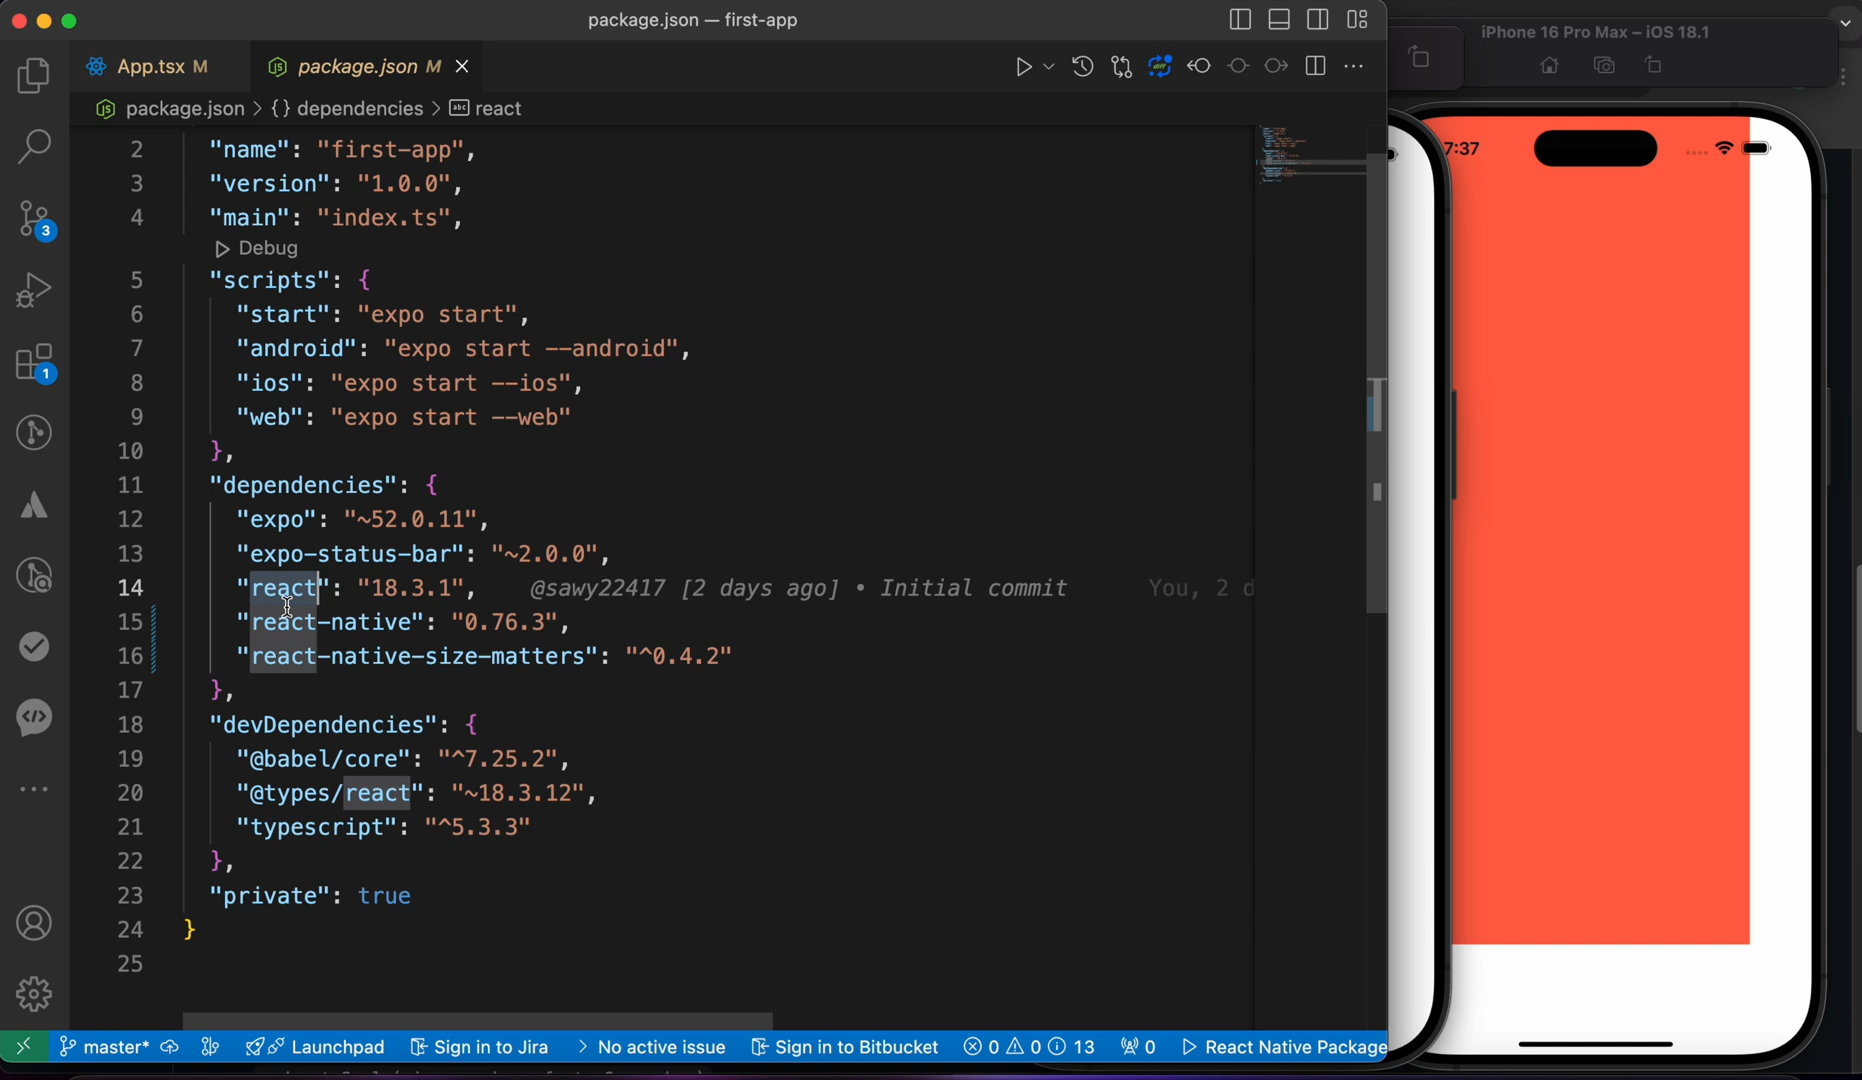 package.json — first-app
iPhone 16 Pro Max – iOS 18.1
App.tsx M
package.json M
package.json > {} dependencies > abc react
7:37
2 "name": "first-app",
3 "version": "1.0.0",
4 "main": "index.ts",
Debug
5 "scripts": {
6 "start": "expo start",
7 "android": "expo start --android",
8 "ios": "expo start --ios",
9 "web": "expo start --web"
10 },
11 "dependencies": {
12 "expo": "~52.0.11",
13 "expo-status-bar": "~2.0.0",
14 "react": "18.3.1", @sawy22417 [2 days ago] • Initial commit You, 2 d
15 "react-native": "0.76.3",
16 "react-native-size-matters": "^0.4.2"
17 },
18 "devDependencies": {
19 "@babel/core": "^7.25.2",
20 "@types/react": "~18.3.12",
21 "typescript": "^5.3.3"
22 },
23 "private": true
24 }
25
3
1
master* Launchpad Sign in to Jira No active issue Sign in to Bitbucket 0 0 13 0 React Native Package